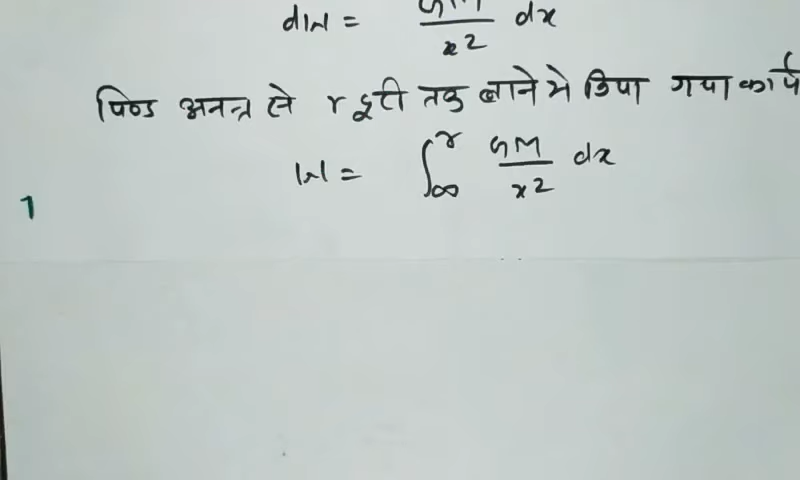 dW = GM/x² dx
पिण्ड अनन्त से r दूरी तक लाने मे किया गया कार्य
W = ∫∞^r GM/x² dx
1